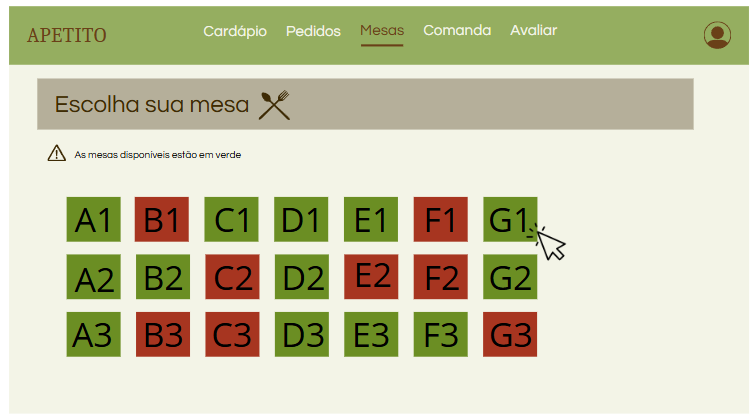 APETITO Cardápio Pedidos Mesas Comanda Avaliar
Escolha sua mesa
As mesas disponíveis estão em verde
A1 B1 C1 D1 E1 F1 G1
A2 B2 C2 D2 E2 F2 G2
A3 B3 C3 D3 E3 F3 G3